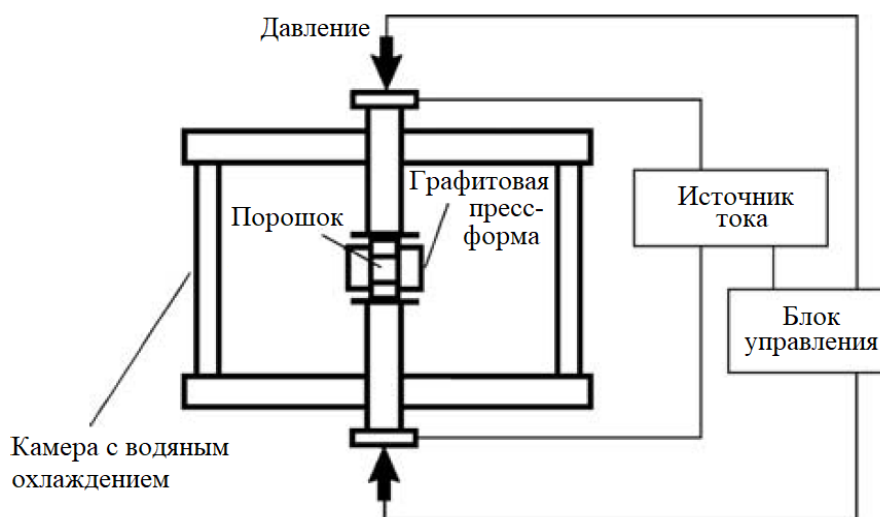 Давление
Графитовая
пресс-
форма
Порошок
Источник
тока
Блок
управления
Камера с водяным
охлаждением